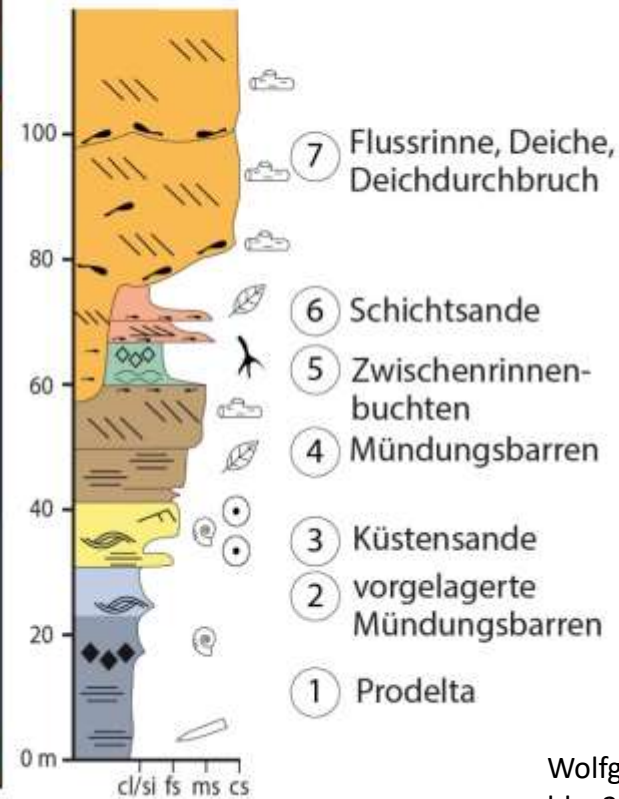 100
80
60
40
20
0 m
cl/si fs ms cs
7 Flussrinne, Deiche,
Deichdurchbruch
6 Schichtsande
5 Zwischenrinnen-
buchten
4 Mündungsbarren
3 Küstensande
2 vorgelagerte
Mündungsbarren
1 Prodelta
Wolfg